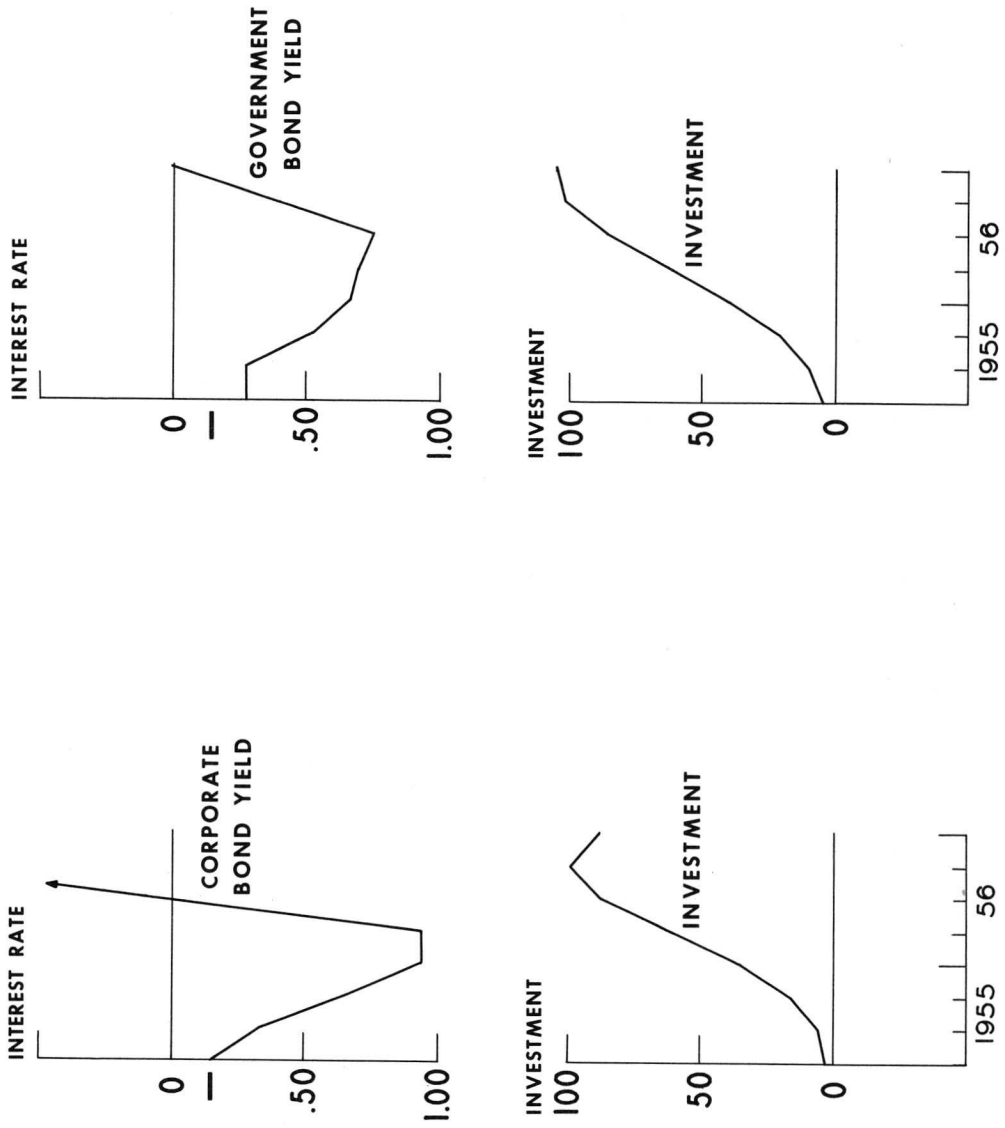 INTEREST RATE
0
—
.50
1.00
CORPORATE
BOND YIELD
INVESTMENT
100
50
0
INVESTMENT
1955
56
INTEREST RATE
0
—
.50
1.00
GOVERNMENT
BOND YIELD
INVESTMENT
100
50
0
INVESTMENT
1955
56